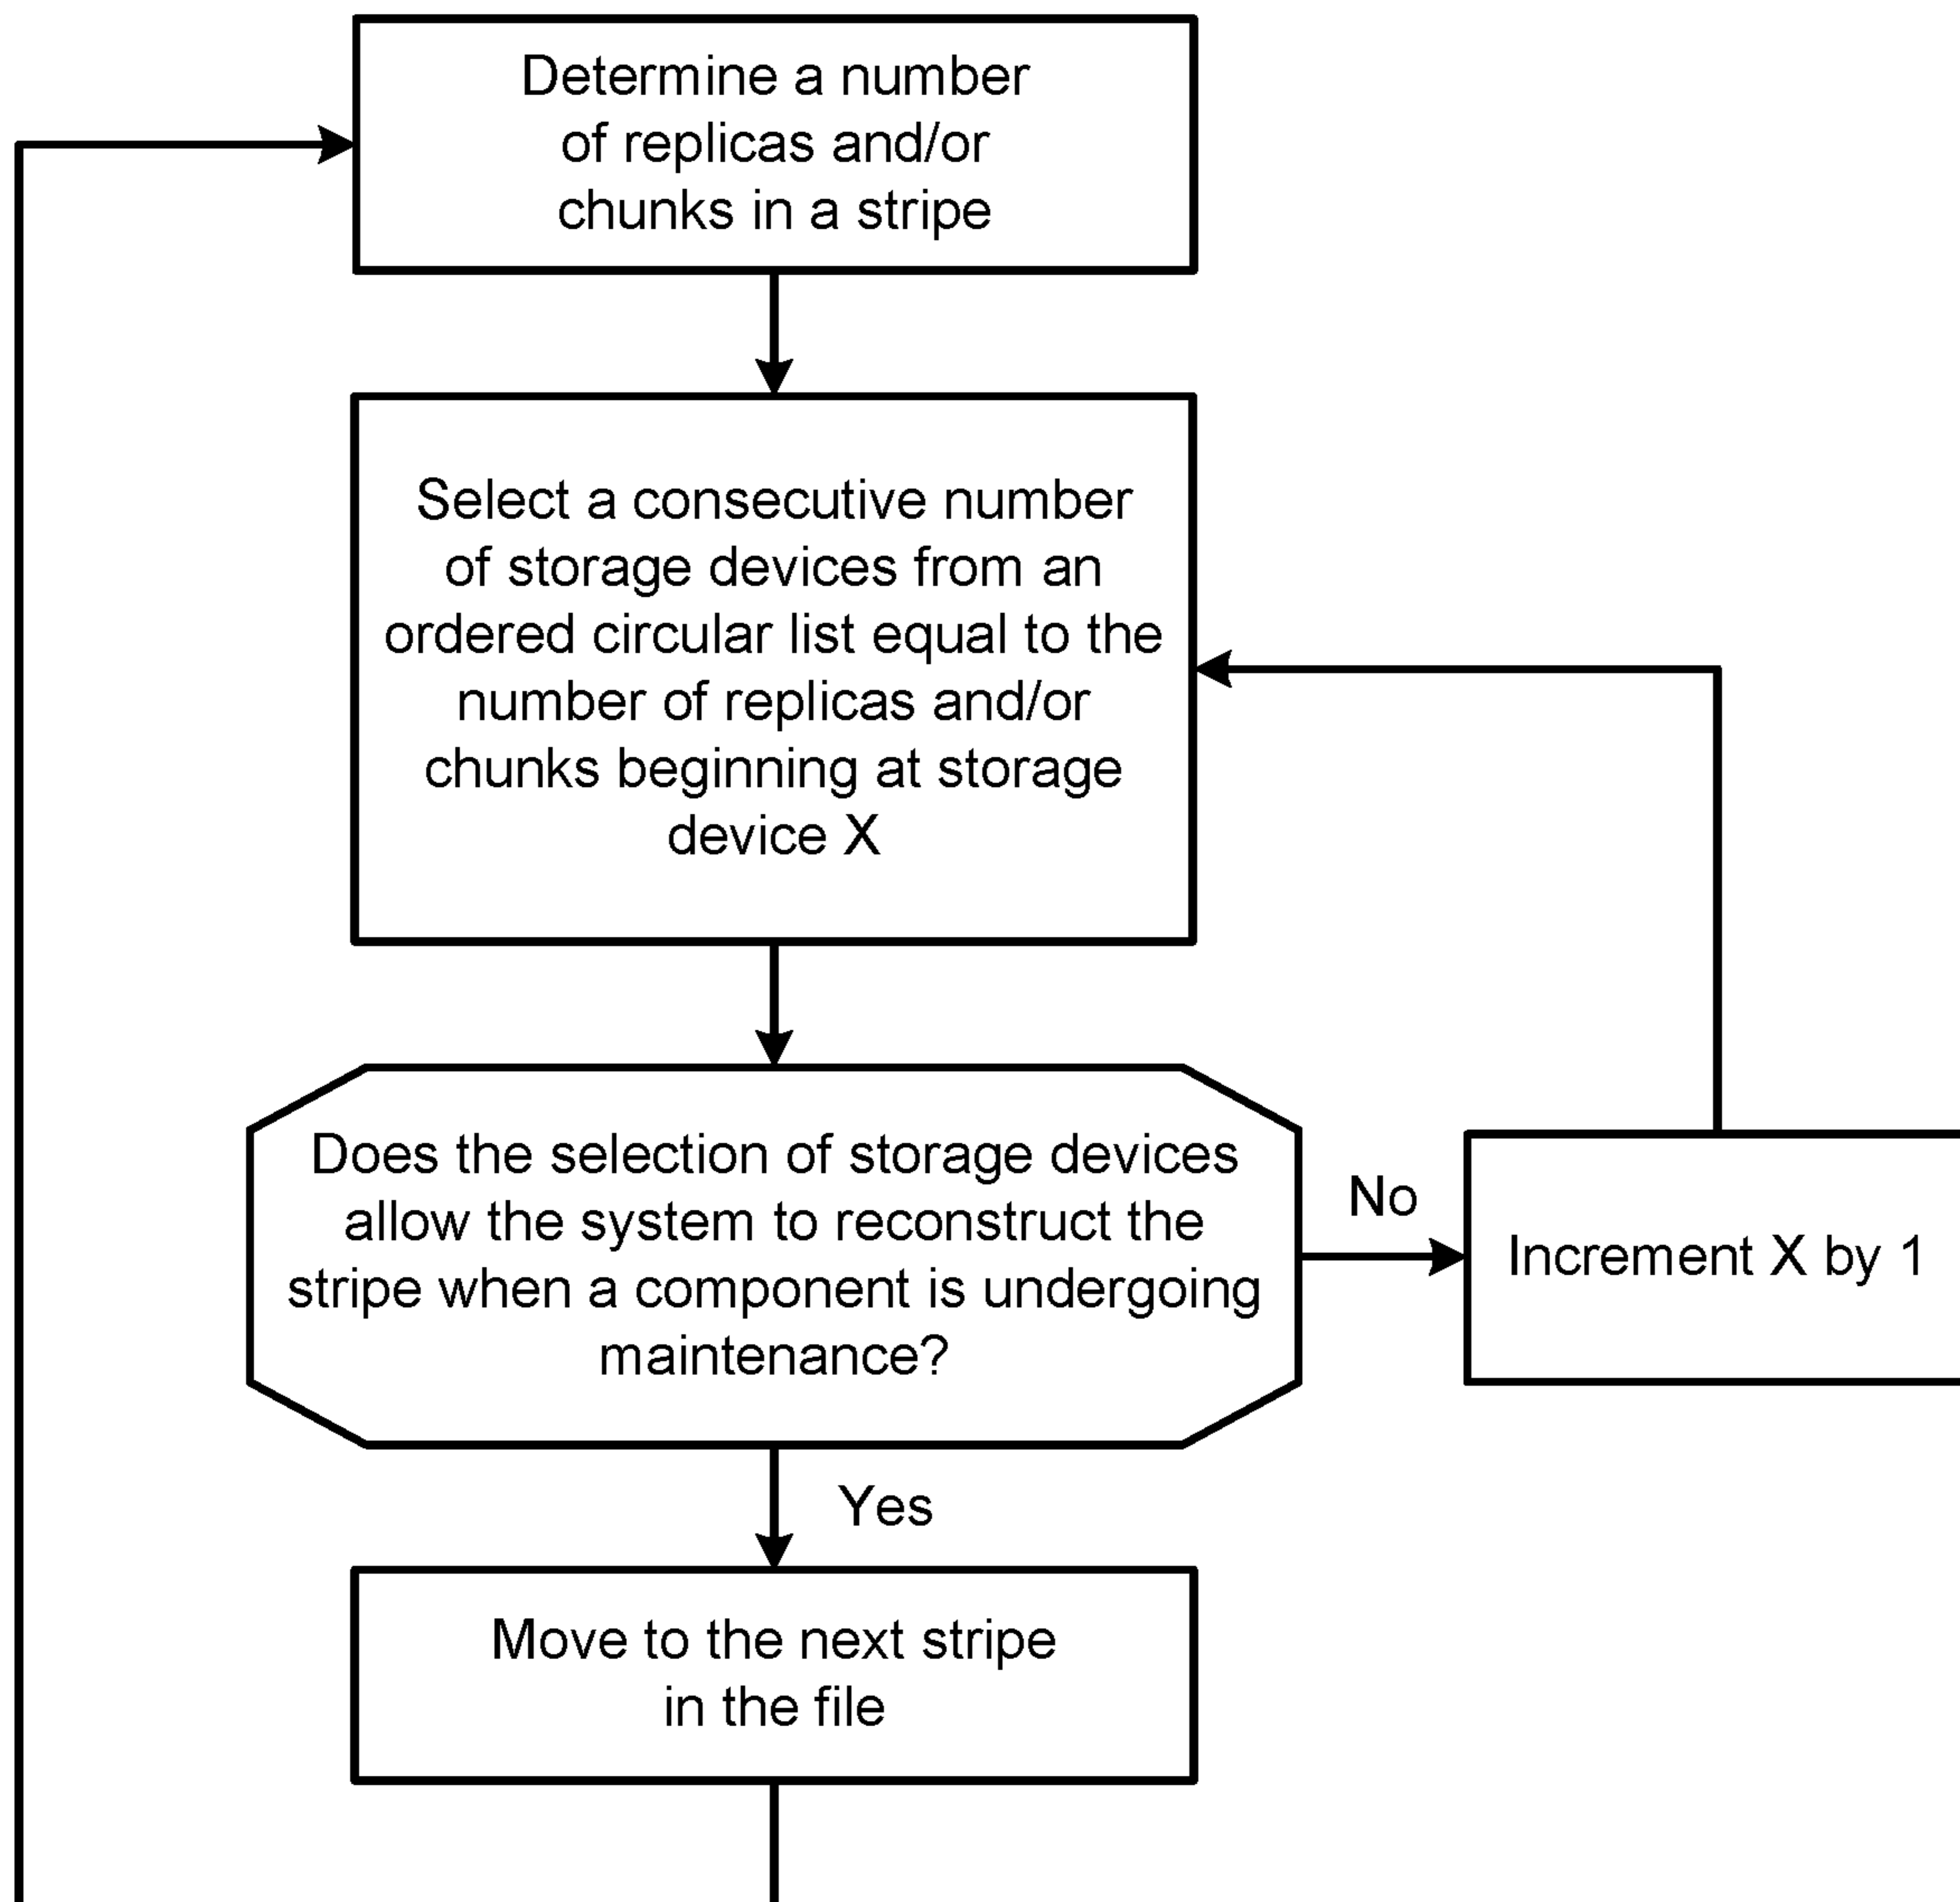 Determine a number
of replicas and/or
chunks in a stripe
Select a consecutive number
of storage devices from an
ordered circular list equal to the
number of replicas and/or
chunks beginning at storage
device X
Does the selection of storage devices
allow the system to reconstruct the
stripe when a component is undergoing
maintenance?
No
Increment X by 1
Yes
Move to the next stripe
in the file